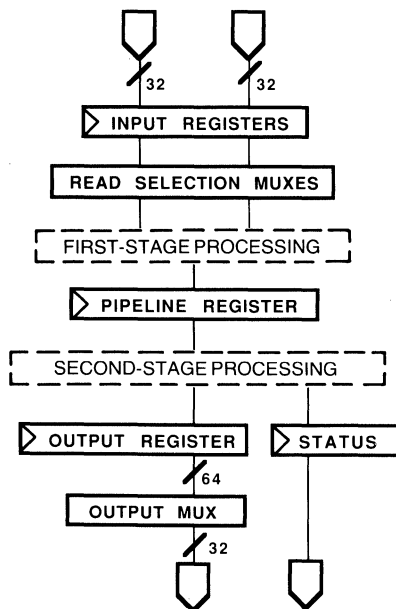 32 32
INPUT REGISTERS
READ SELECTION MUXES
FIRST-STAGE PROCESSING
PIPELINE REGISTER
SECOND-STAGE PROCESSING
OUTPUT REGISTER STATUS
64
OUTPUT MUX
32